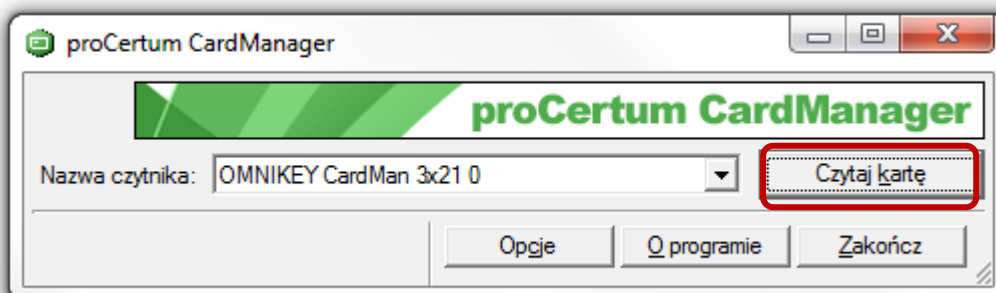 proCertum CardManager
proCertum CardManager
Nazwa czytnika: OMNIKEY CardMan 3x21 0 Czytaj kartę
Opcje O programie Zakończ